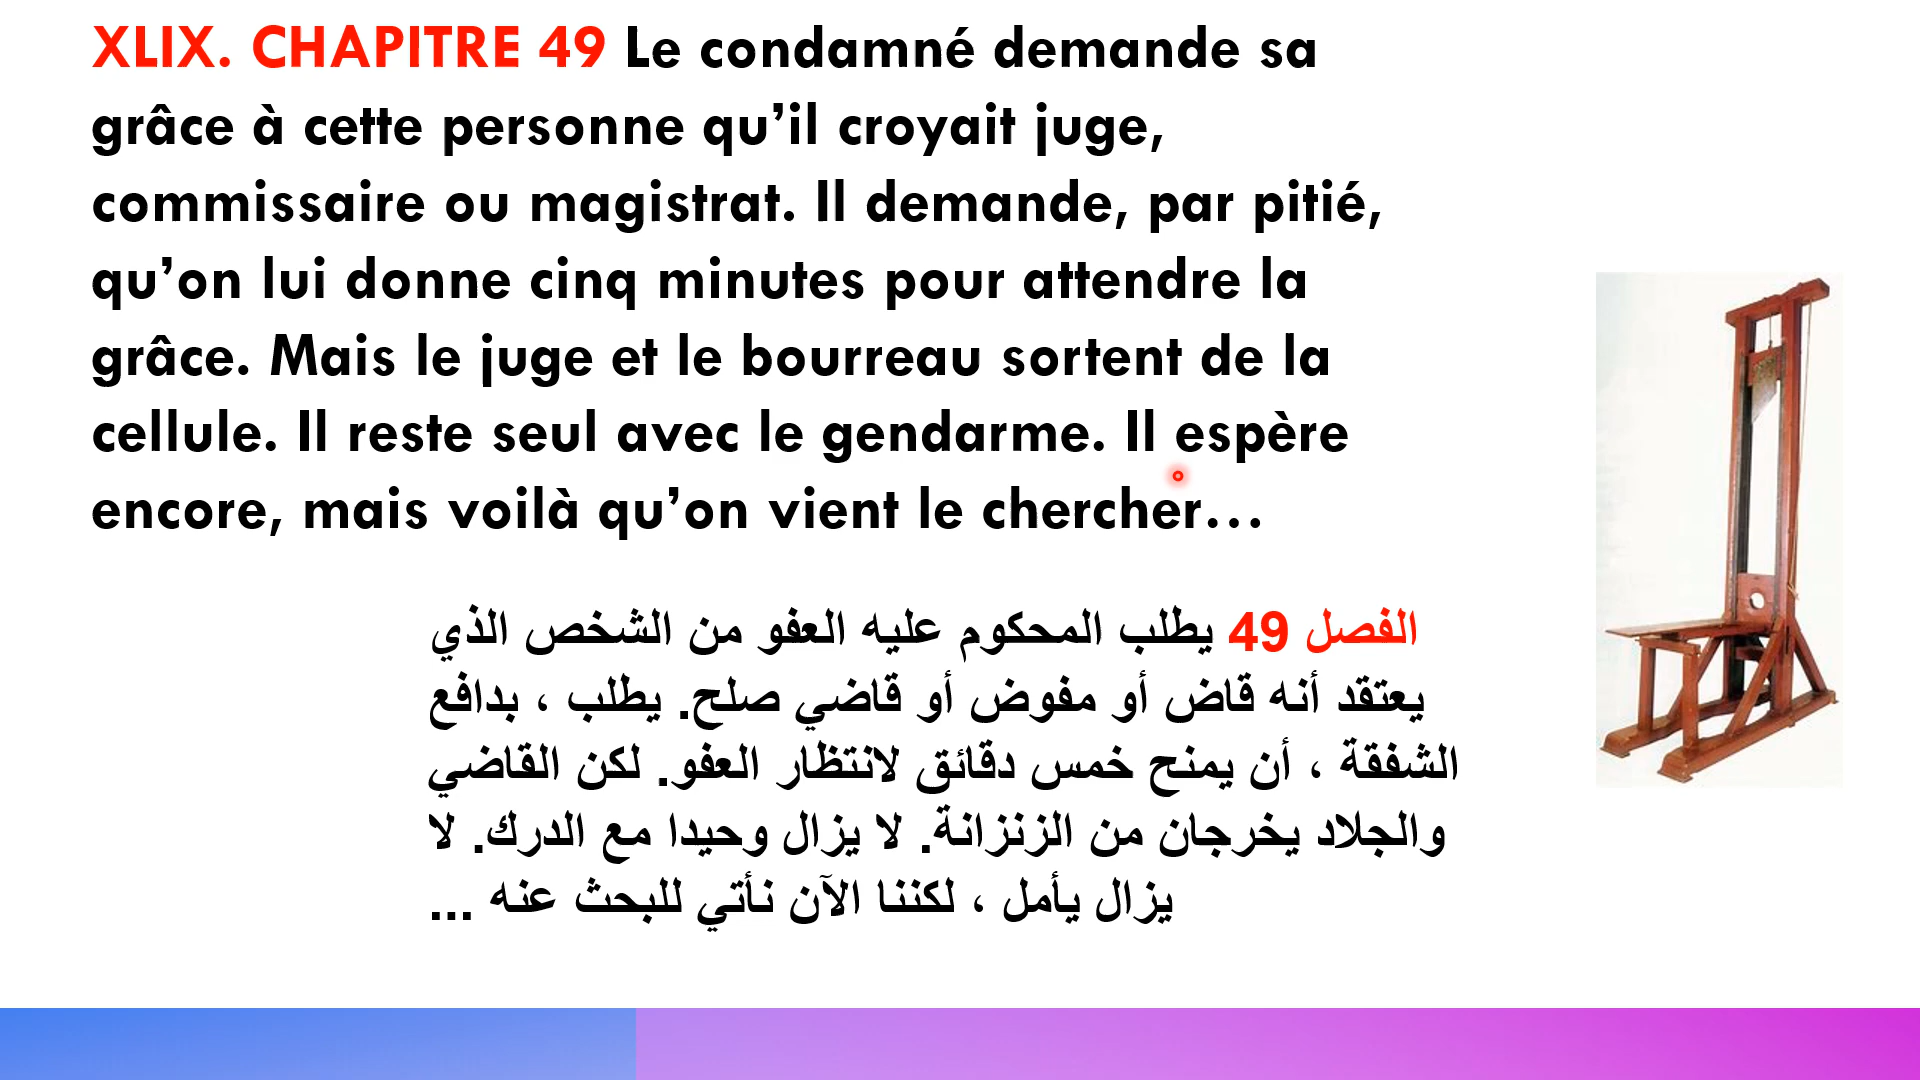 XLIX. CHAPITRE 49 Le condamné demande sa
grâce à cette personne qu’il croyait juge,
commissaire ou magistrat. Il demande, par pitié,
qu’on lui donne cinq minutes pour attendre la
grâce. Mais le juge et le bourreau sortent de la
cellule. Il reste seul avec le gendarme. Il espère
encore, mais voilà qu’on vient le chercher…
الفصل 49 يطلب المحكوم عليه العفو من الشخص الذي
يعتقد أنه قاض أو مفوض أو قاضي صلح. يطلب ، بدافع
الشفقة ، أن يمنح خمس دقائق لانتظار العفو. لكن القاضي
والجلاد يخرجان من الزنزانة. لا يزال وحيدا مع الدرك. لا
يزال يأمل ، لكننا الآن نأتي للبحث عنه ...